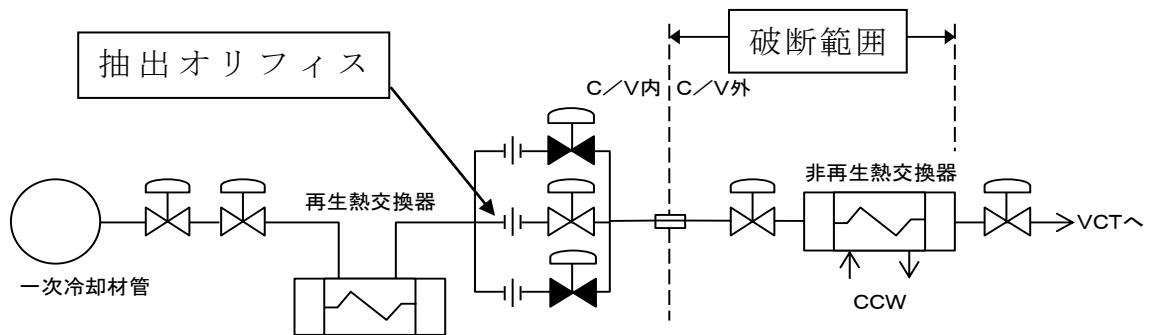 抽出オリフィス
破断範囲
C/V内
C/V外
再生熱交換器
非再生熱交換器
VCTへ
一次冷却材管
CCW